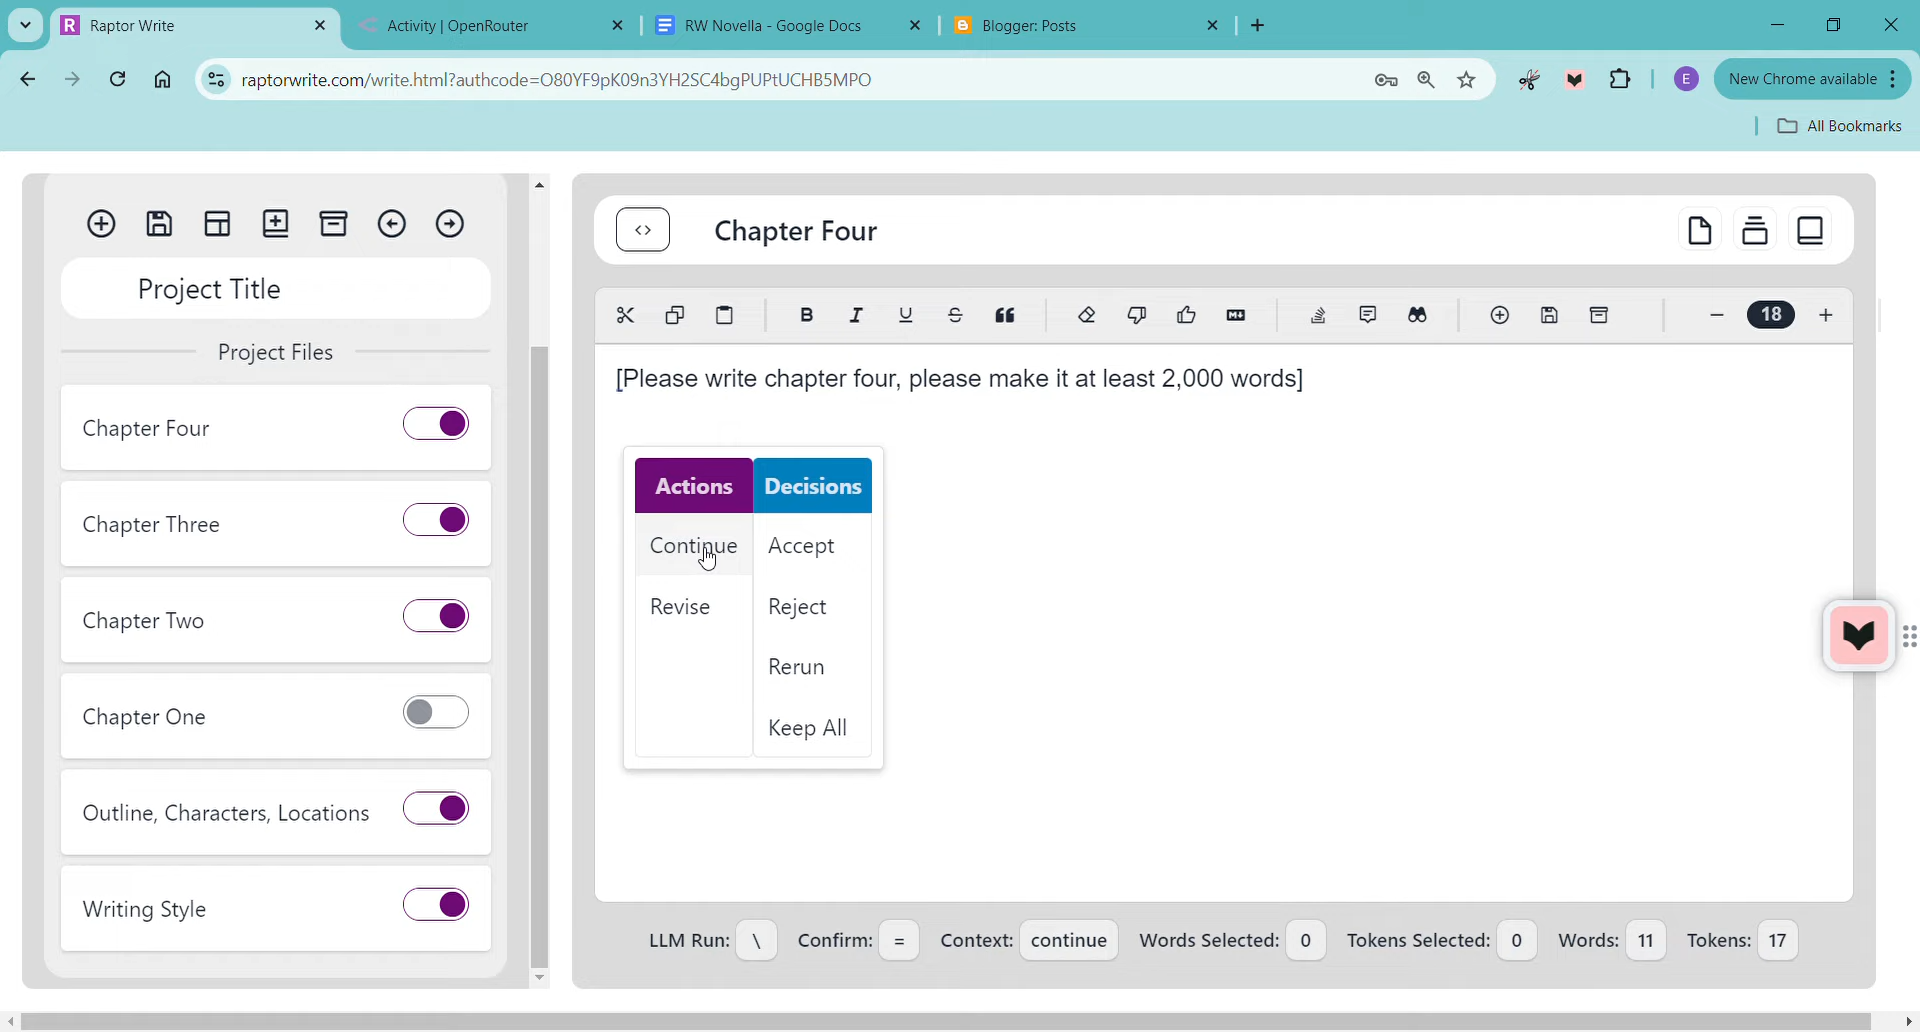 Raptor Write
Activity | OpenRouter
RW Novella - Google Docs
Blogger: Posts
raptorwrite.com/write.html?authcode=O80YF9pK09n3YH2SC4bgPUPtUCHB5MPO
E
New Chrome available
All Bookmarks
Project Title
Project Files
Chapter Four
Chapter Three
Chapter Two
Chapter One
Outline, Characters, Locations
Writing Style
<> Chapter Four
B I U S
18
[Please write chapter four, please make it at least 2,000 words]
Actions Decisions
Continue Accept
Revise Reject
Rerun
Keep All
LLM Run: \ Confirm: = Context: continue Words Selected: 0 Tokens Selected: 0 Words: 11 Tokens: 17